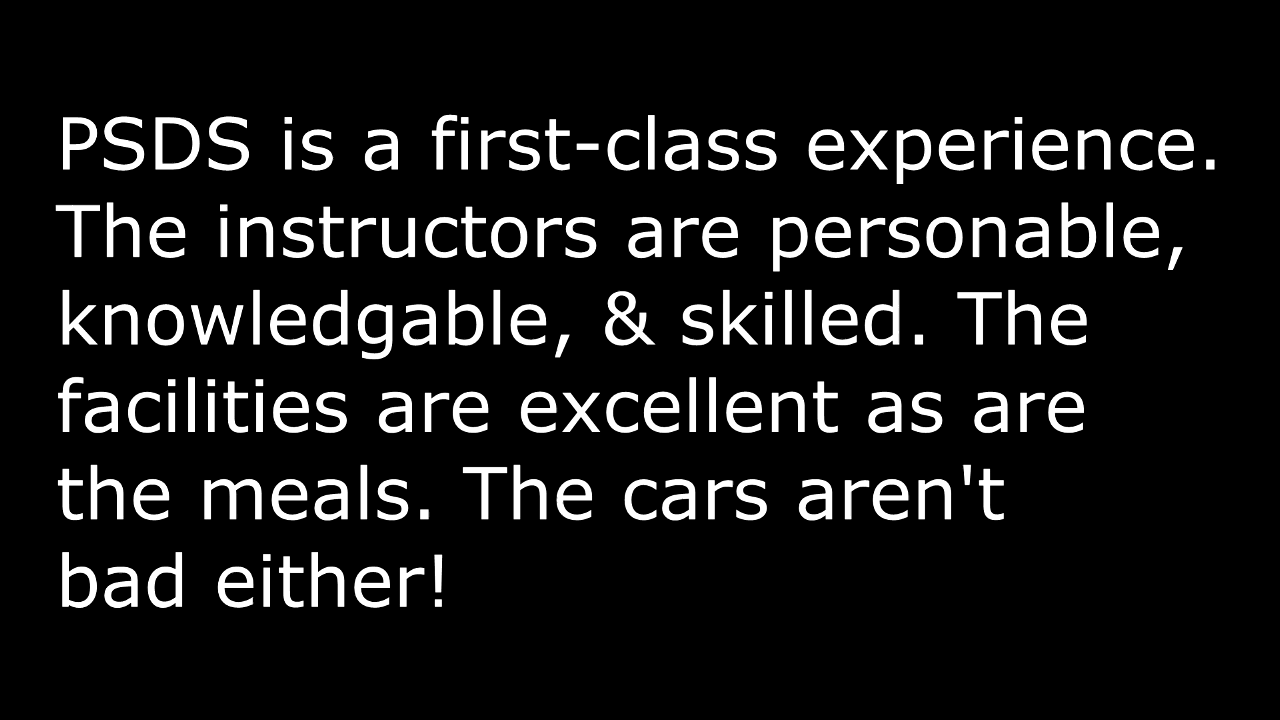 PSDS is a first-class experience.
The instructors are personable,
knowledgable, & skilled. The
facilities are excellent as are
the meals. The cars aren't
bad either!